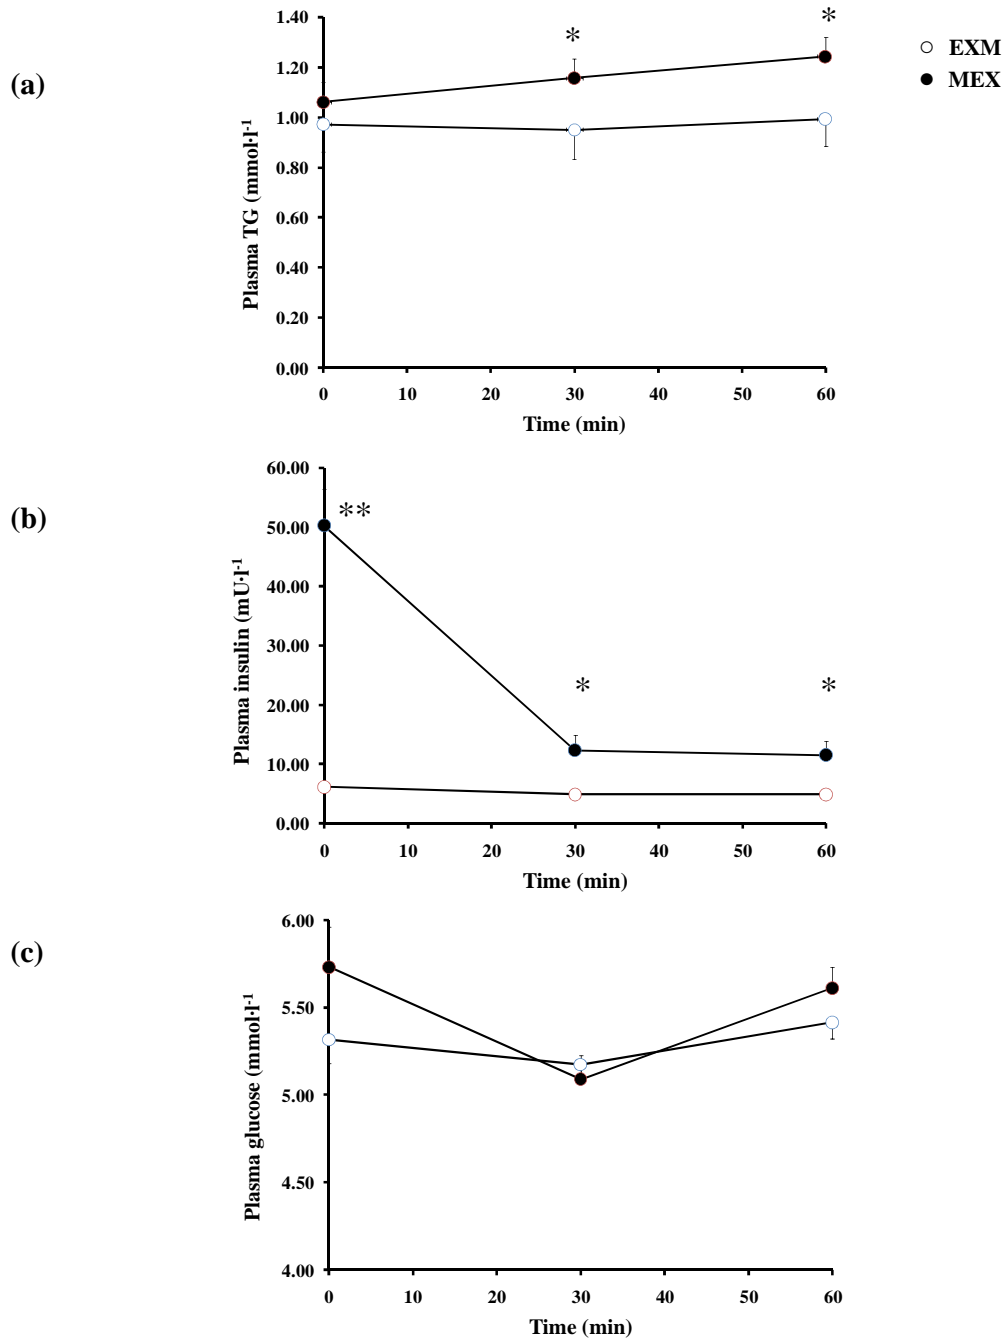 (a)
Plasma TG (mmol·l-1)
1.40
1.20
1.00
0.80
0.60
0.40
0.20
0.00
*
*
0 10 20 30 40 50 60
Time (min)
EXM
MEX
(b)
Plasma insulin (mU·l-1
60.00
50.00
40.00
30.00
20.00
10.00
0.00
**
*
*
0 10 20 30 40 50 60
Time (min)
(c)
Plasma glucose (mmol·l-1
6.00
5.50
5.00
4.50
4.00
0 10 20 30 40 50 60
Time (min)